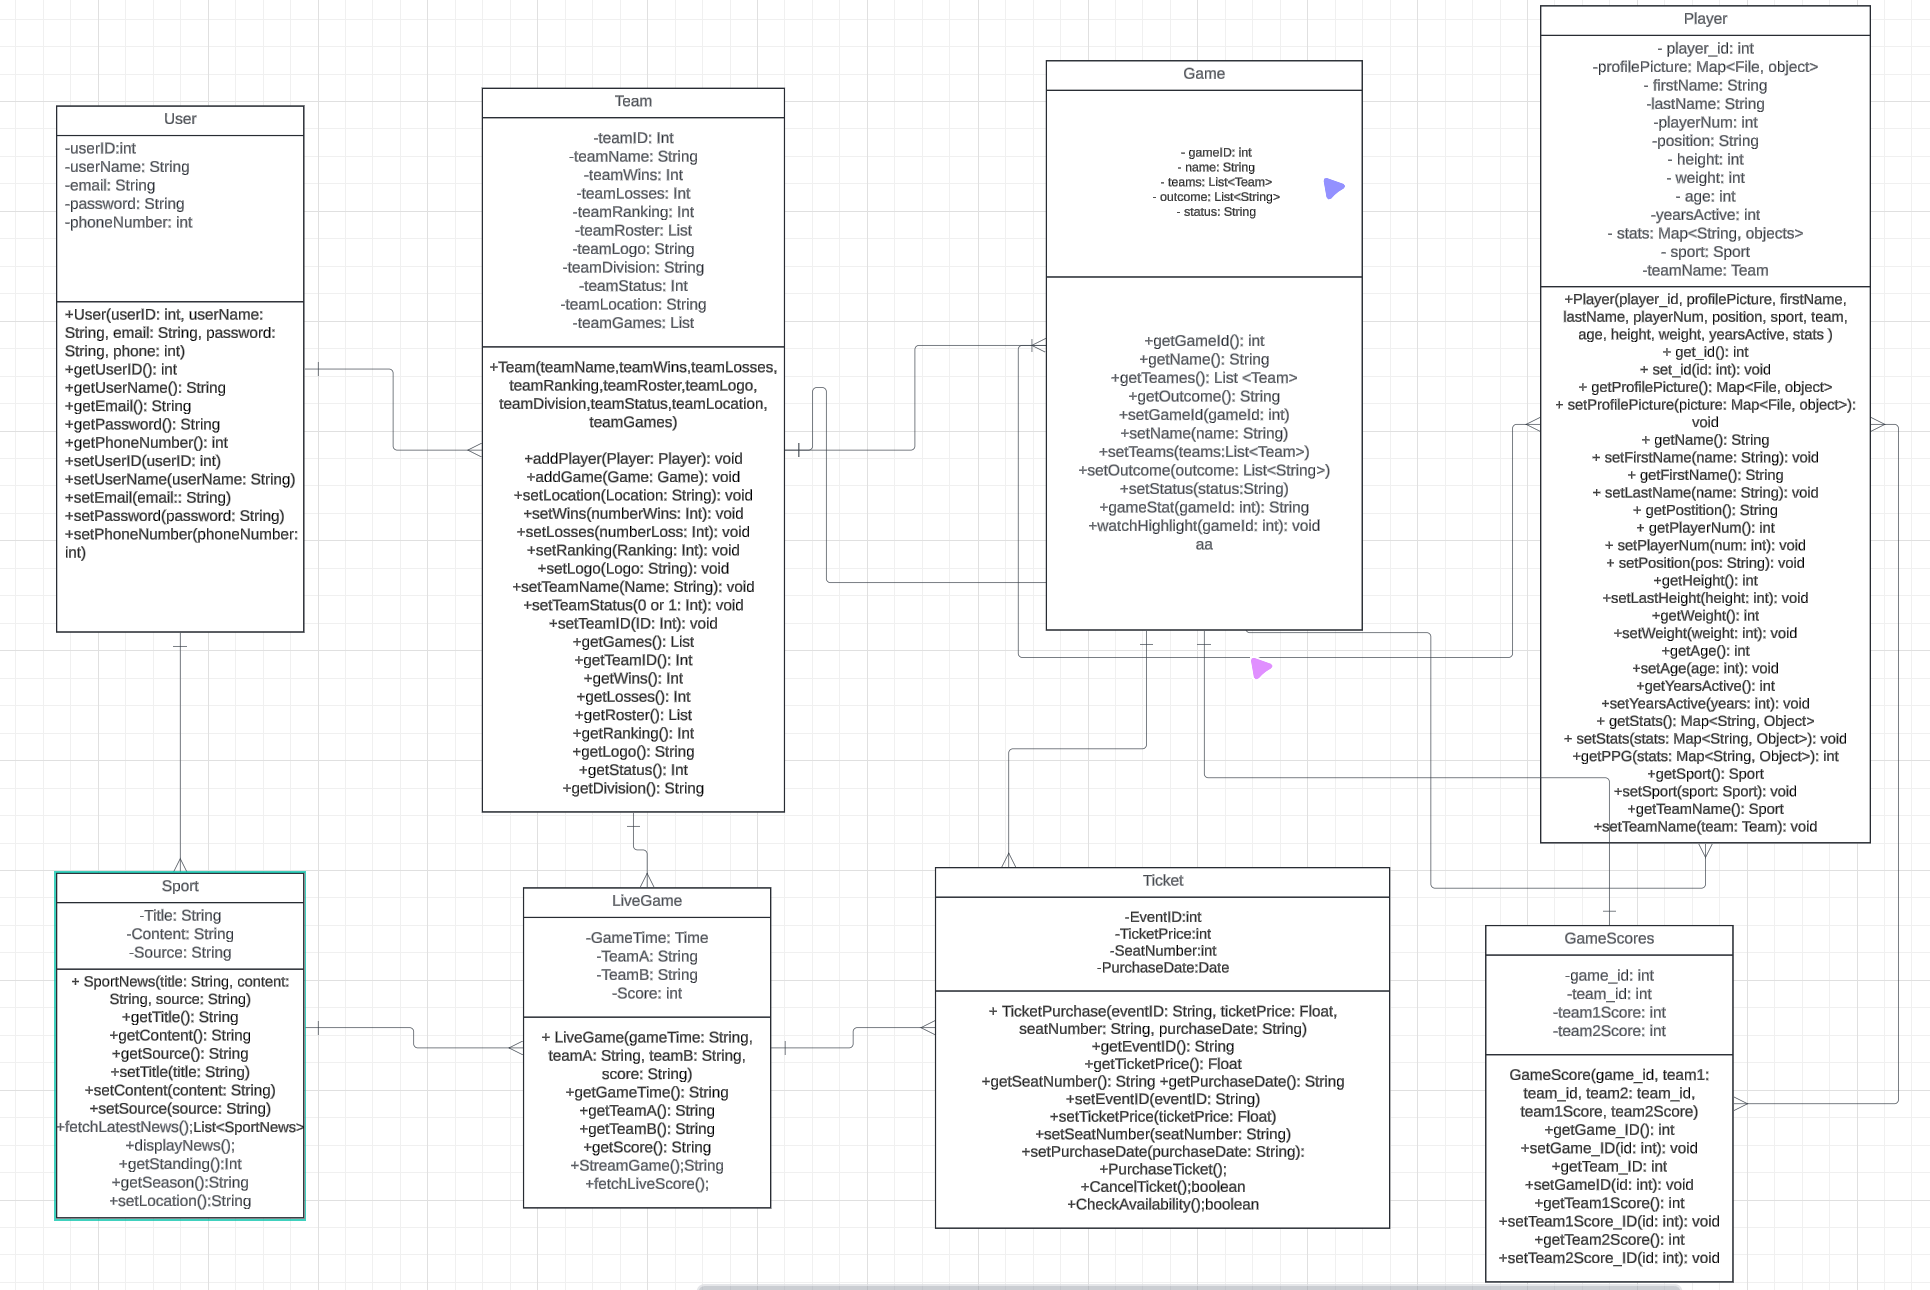 User
-userID:int
-userName: String
-email: String
-password: String
-phoneNumber: int
+User(userID: int, userName:
String, email: String, password:
String, phone: int)
+getUserID(): int
+getUserName(): String
+getEmail(): String
+getPassword(): String
+getPhoneNumber(): int
+setUserID(userID: int)
+setUserName(userName: String)
+setEmail(email:: String)
+setPassword(password: String)
+setPhoneNumber(phoneNumber:
int)
Team
-teamID: Int
-teamName: String
-teamWins: Int
-teamLosses: Int
-teamRanking: Int
-teamRoster: List
-teamLogo: String
-teamDivision: String
-teamStatus: Int
-teamLocation: String
-teamGames: List
+Team(teamName,teamWins,teamLosses,
teamRanking,teamRoster,teamLogo,
teamDivision,teamStatus,teamLocation,
teamGames)
+addPlayer(Player: Player): void
+addGame(Game: Game): void
+setLocation(Location: String): void
+setWins(numberWins: Int): void
+setLosses(numberLoss: Int): void
+setRanking(Ranking: Int): void
+setLogo(Logo: String): void
+setTeamName(Name: String): void
+setTeamStatus(0 or 1: Int): void
+setTeamID(ID: Int): void
+getGames(): List
+getTeamID(): Int
+getWins(): Int
+getLosses(): Int
+getRoster(): List
+getRanking(): Int
+getLogo(): String
+getStatus(): Int
+getDivision(): String
Game
- gameID: int
- name: String
- teams: List<Team>
- outcome: List<String>
- status: String
+getGameId(): int
+getName(): String
+getTeames(): List <Team>
+getOutcome(): String
+setGameId(gameId: int)
+setName(name: String)
+setTeams(teams:List<Team>)
+setOutcome(outcome: List<String>)
+setStatus(status:String)
+gameStat(gameId: int): String
+watchHighlight(gameId: int): void
aa
Player
- player_id: int
-profilePicture: Map<File, object>
- firstName: String
-lastName: String
-playerNum: int
-position: String
- height: int
- weight: int
- age: int
-yearsActive: int
- stats: Map<String, objects>
- sport: Sport
-teamName: Team
+Player(player_id, profilePicture, firstName,
lastName, playerNum, position, sport, team,
age, height, weight, yearsActive, stats )
+ get_id(): int
+ set_id(id: int): void
+ getProfilePicture(): Map<File, object>
+ setProfilePicture(picture: Map<File, object>):
void
+ getName(): String
+ setFirstName(name: String): void
+ getFirstName(): String
+ setLastName(name: String): void
+ getPostition(): String
+ getPlayerNum(): int
+ setPlayerNum(num: int): void
+ setPosition(pos: String): void
+getHeight(): int
+setLastHeight(height: int): void
+getWeight(): int
+setWeight(weight: int): void
+getAge(): int
+setAge(age: int): void
+getYearsActive(): int
+setYearsActive(years: int): void
+ getStats(): Map<String, Object>
+ setStats(stats: Map<String, Object>): void
+getPPG(stats: Map<String, Object>): int
+getSport(): Sport
+setSport(sport: Sport): void
+getTeamName(): Sport
+setTeamName(team: Team): void
Sport
-Title: String
-Content: String
-Source: String
+ SportNews(title: String, content:
String, source: String)
+getTitle(): String
+getContent(): String
+getSource(): String
+setTitle(title: String)
+setContent(content: String)
+setSource(source: String)
+fetchLatestNews();List<SportNews>
+displayNews();
+getStanding():Int
+getSeason():String
+setLocation():String
LiveGame
-GameTime: Time
-TeamA: String
-TeamB: String
-Score: int
+ LiveGame(gameTime: String,
teamA: String, teamB: String,
score: String)
+getGameTime(): String
+getTeamA(): String
+getTeamB(): String
+getScore(): String
+StreamGame();String
+fetchLiveScore();
Ticket
-EventID:int
-TicketPrice:int
-SeatNumber:int
-PurchaseDate:Date
+ TicketPurchase(eventID: String, ticketPrice: Float,
seatNumber: String, purchaseDate: String)
+getEventID(): String
+getTicketPrice(): Float
+getSeatNumber(): String +getPurchaseDate(): String
+setEventID(eventID: String)
+setTicketPrice(ticketPrice: Float)
+setSeatNumber(seatNumber: String)
+setPurchaseDate(purchaseDate: String):
+PurchaseTicket();
+CancelTicket();boolean
+CheckAvailability();boolean
GameScores
-game_id: int
-team_id: int
-team1Score: int
-team2Score: int
GameScore(game_id, team1:
team_id, team2: team_id,
team1Score, team2Score)
+getGame_ID(): int
+setGame_ID(id: int): void
+getTeam_ID: int
+setGameID(id: int): void
+getTeam1Score(): int
+setTeam1Score_ID(id: int): void
+getTeam2Score(): int
+setTeam2Score_ID(id: int): void